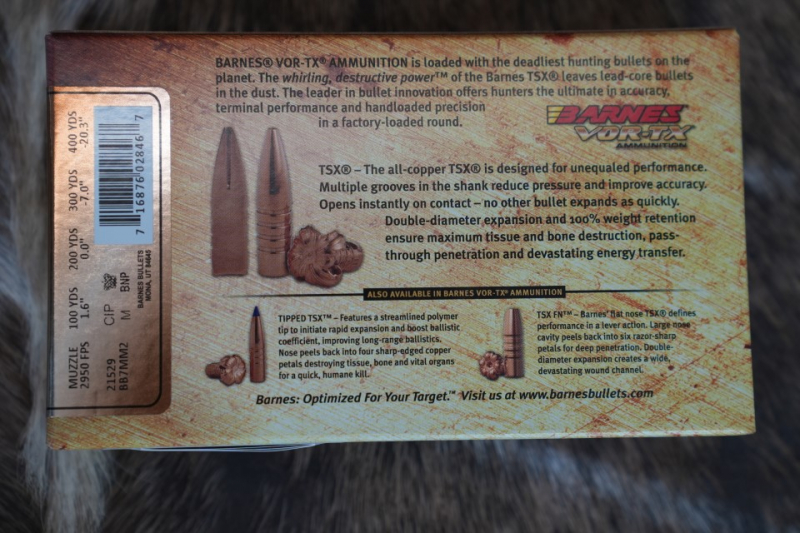 BARNES® VOR-TX® AMMUNITION is loaded with the deadliest hunting bullets on the
planet. The whirling, destructive power™ of the Barnes TSX® leaves lead-core bullets
in the dust. The leader in bullet innovation offers hunters the ultimate in accuracy,
terminal performance and handloaded precision
in a factory-loaded round.
BARNES
VOR-TX
AMMUNITION
TSX® – The all-copper TSX® is designed for unequaled performance.
Multiple grooves in the shank reduce pressure and improve accuracy.
Opens instantly on contact – no other bullet expands as quickly.
Double-diameter expansion and 100% weight retention
ensure maximum tissue and bone destruction, pass-
through penetration and devastating energy transfer.
ALSO AVAILABLE IN BARNES VOR-TX® AMMUNITION
TIPPED TSX™ – Features a streamlined polymer
tip to initiate rapid expansion and boost ballistic
coefficient, improving long-range ballistics.
Nose peels back into four sharp-edged copper
petals destroying tissue, bone and vital organs
for a quick, humane kill.
TSX FN™ – Barnes' flat nose TSX® defines
performance in a lever action. Large nose
cavity peels back into six razor-sharp
petals for deep penetration. Double-
diameter expansion creates a wide,
devastating wound channel.
Barnes: Optimized For Your Target.™ Visit us at www.barnesbullets.com
MUZZLE 100 YDS 200 YDS 300 YDS 400 YDS
2950 FPS 1.6" 0.0" -7.0" -20.3"
21529 CIP
BB7MM2 M BNP
BARNES BULLETS
MONA, UT 84645
7 16876 02846 7